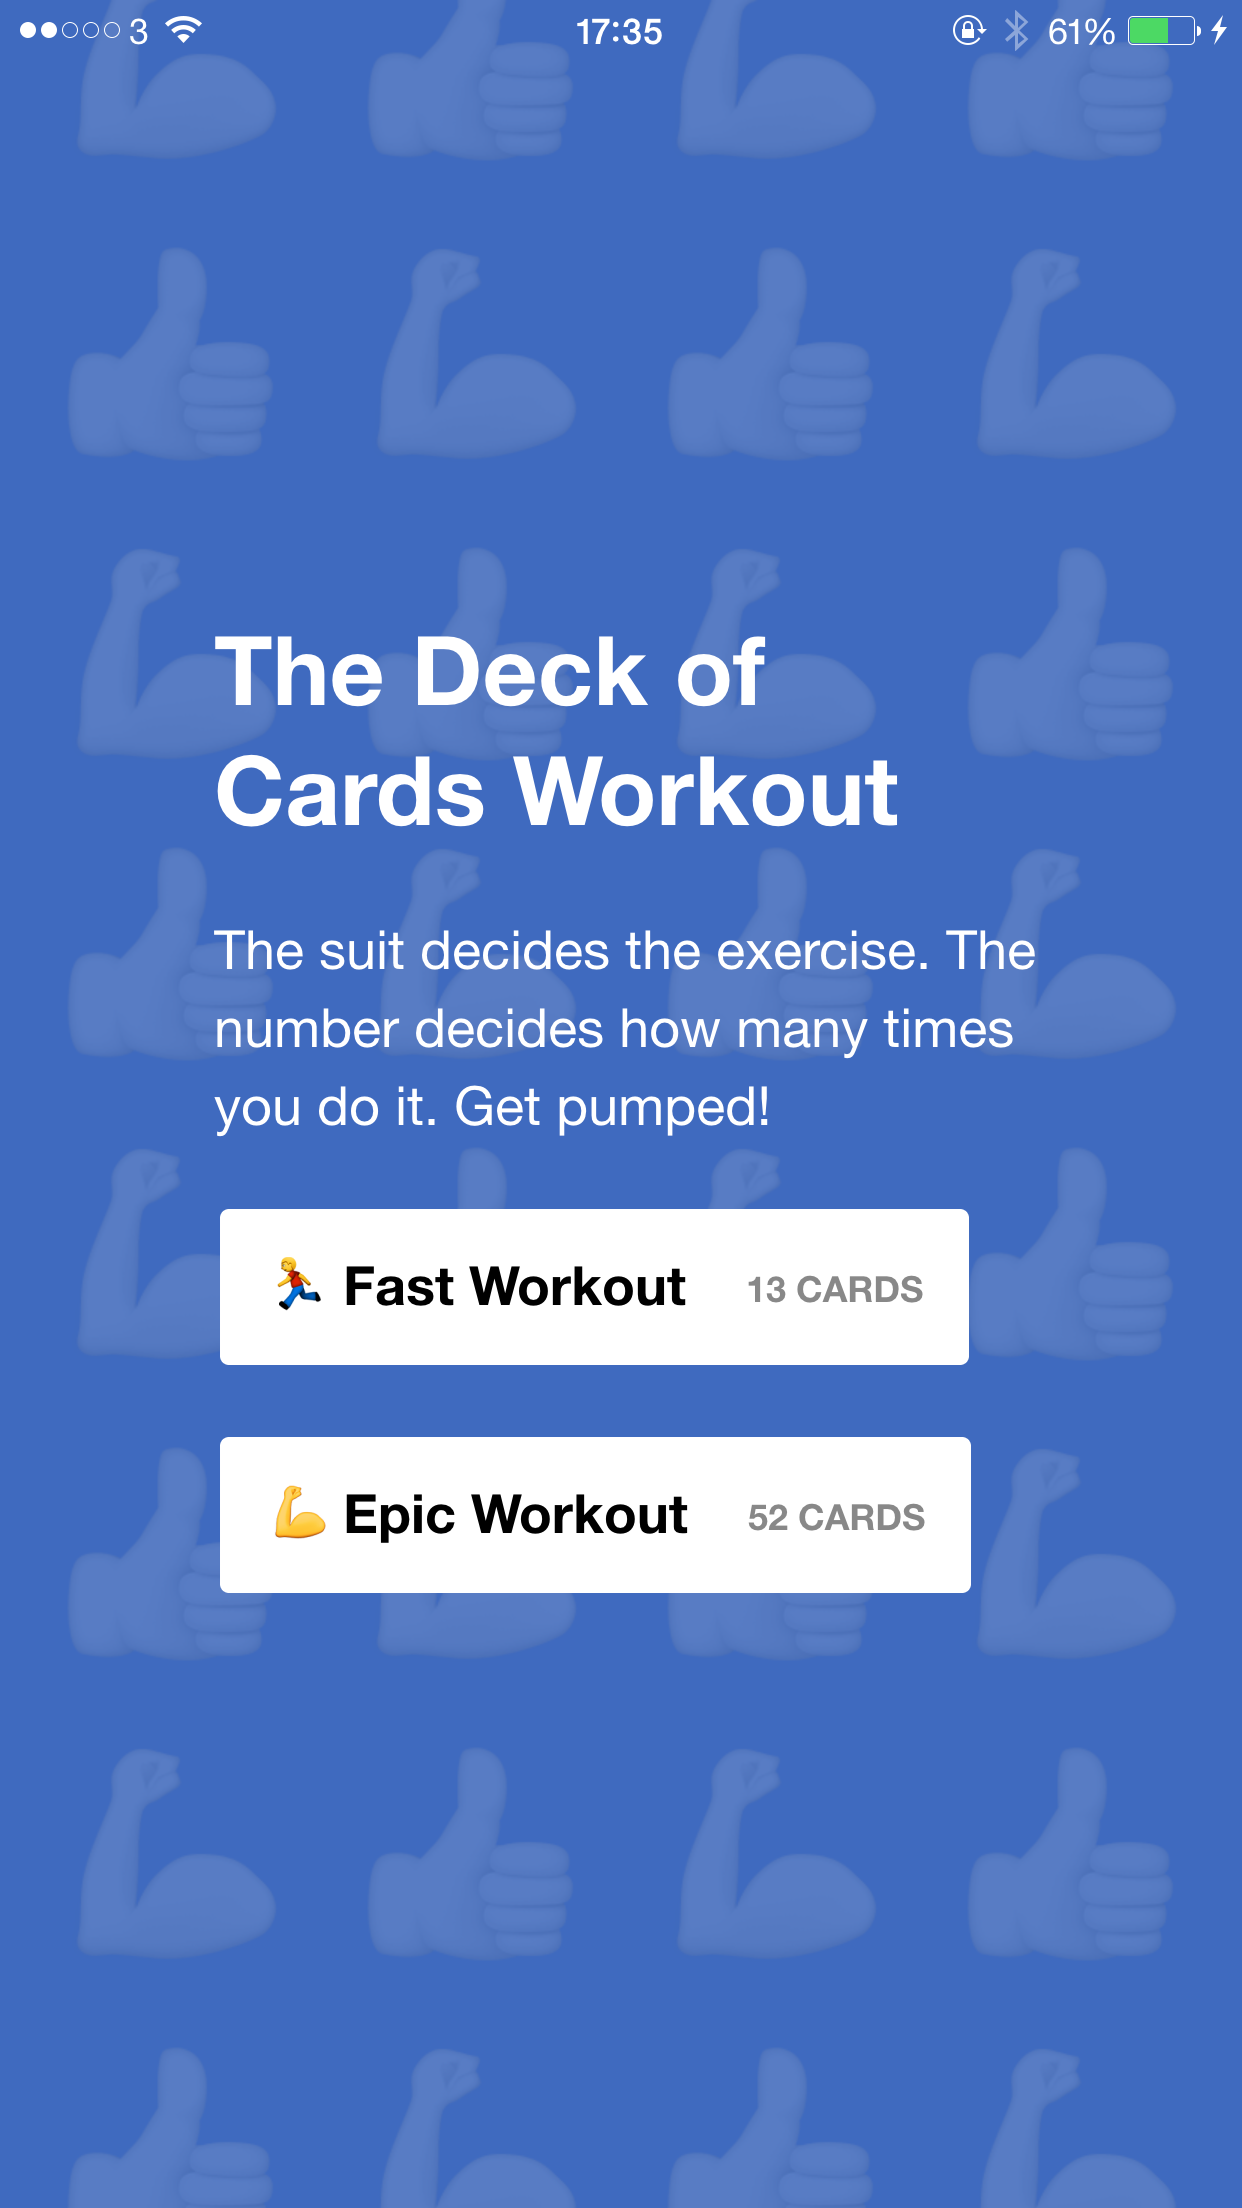 3 17:35 61%
The Deck of
Cards Workout
The suit decides the exercise. The
number decides how many times
you do it. Get pumped!
Fast Workout 13 CARDS
Epic Workout 52 CARDS